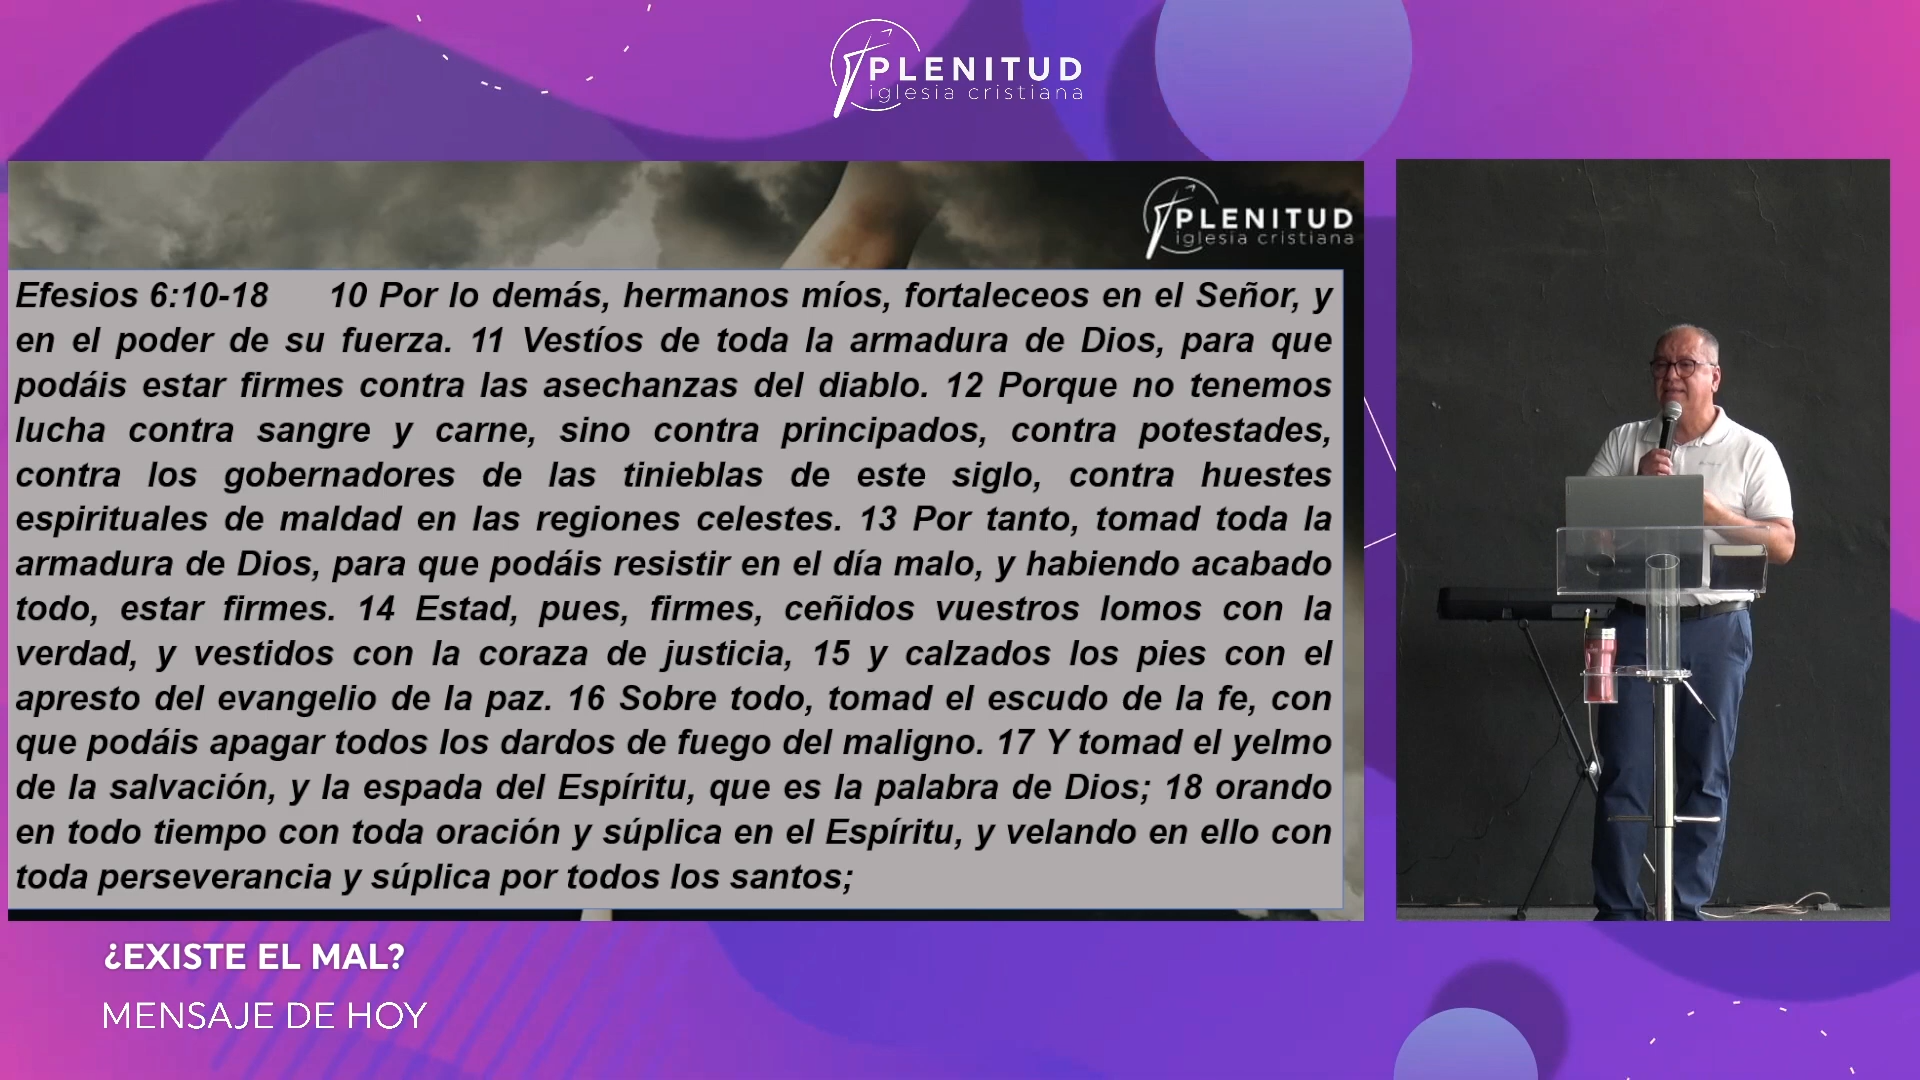 PLENITUD
iglesia cristiana
PLENITUD
iglesia cristiana
Efesios 6:10-18 10 Por lo demás, hermanos míos, fortaleceos en el Señor, y
en el poder de su fuerza. 11 Vestíos de toda la armadura de Dios, para que
podáis estar firmes contra las asechanzas del diablo. 12 Porque no tenemos
lucha contra sangre y carne, sino contra principados, contra potestades,
contra los gobernadores de las tinieblas de este siglo, contra huestes
espirituales de maldad en las regiones celestes. 13 Por tanto, tomad toda la
armadura de Dios, para que podáis resistir en el día malo, y habiendo acabado
todo, estar firmes. 14 Estad, pues, firmes, ceñidos vuestros lomos con la
verdad, y vestidos con la coraza de justicia, 15 y calzados los pies con el
apresto del evangelio de la paz. 16 Sobre todo, tomad el escudo de la fe, con
que podáis apagar todos los dardos de fuego del maligno. 17 Y tomad el yelmo
de la salvación, y la espada del Espíritu, que es la palabra de Dios; 18 orando
en todo tiempo con toda oración y súplica en el Espíritu, y velando en ello con
toda perseverancia y súplica por todos los santos;
¿EXISTE EL MAL?
MENSAJE DE HOY